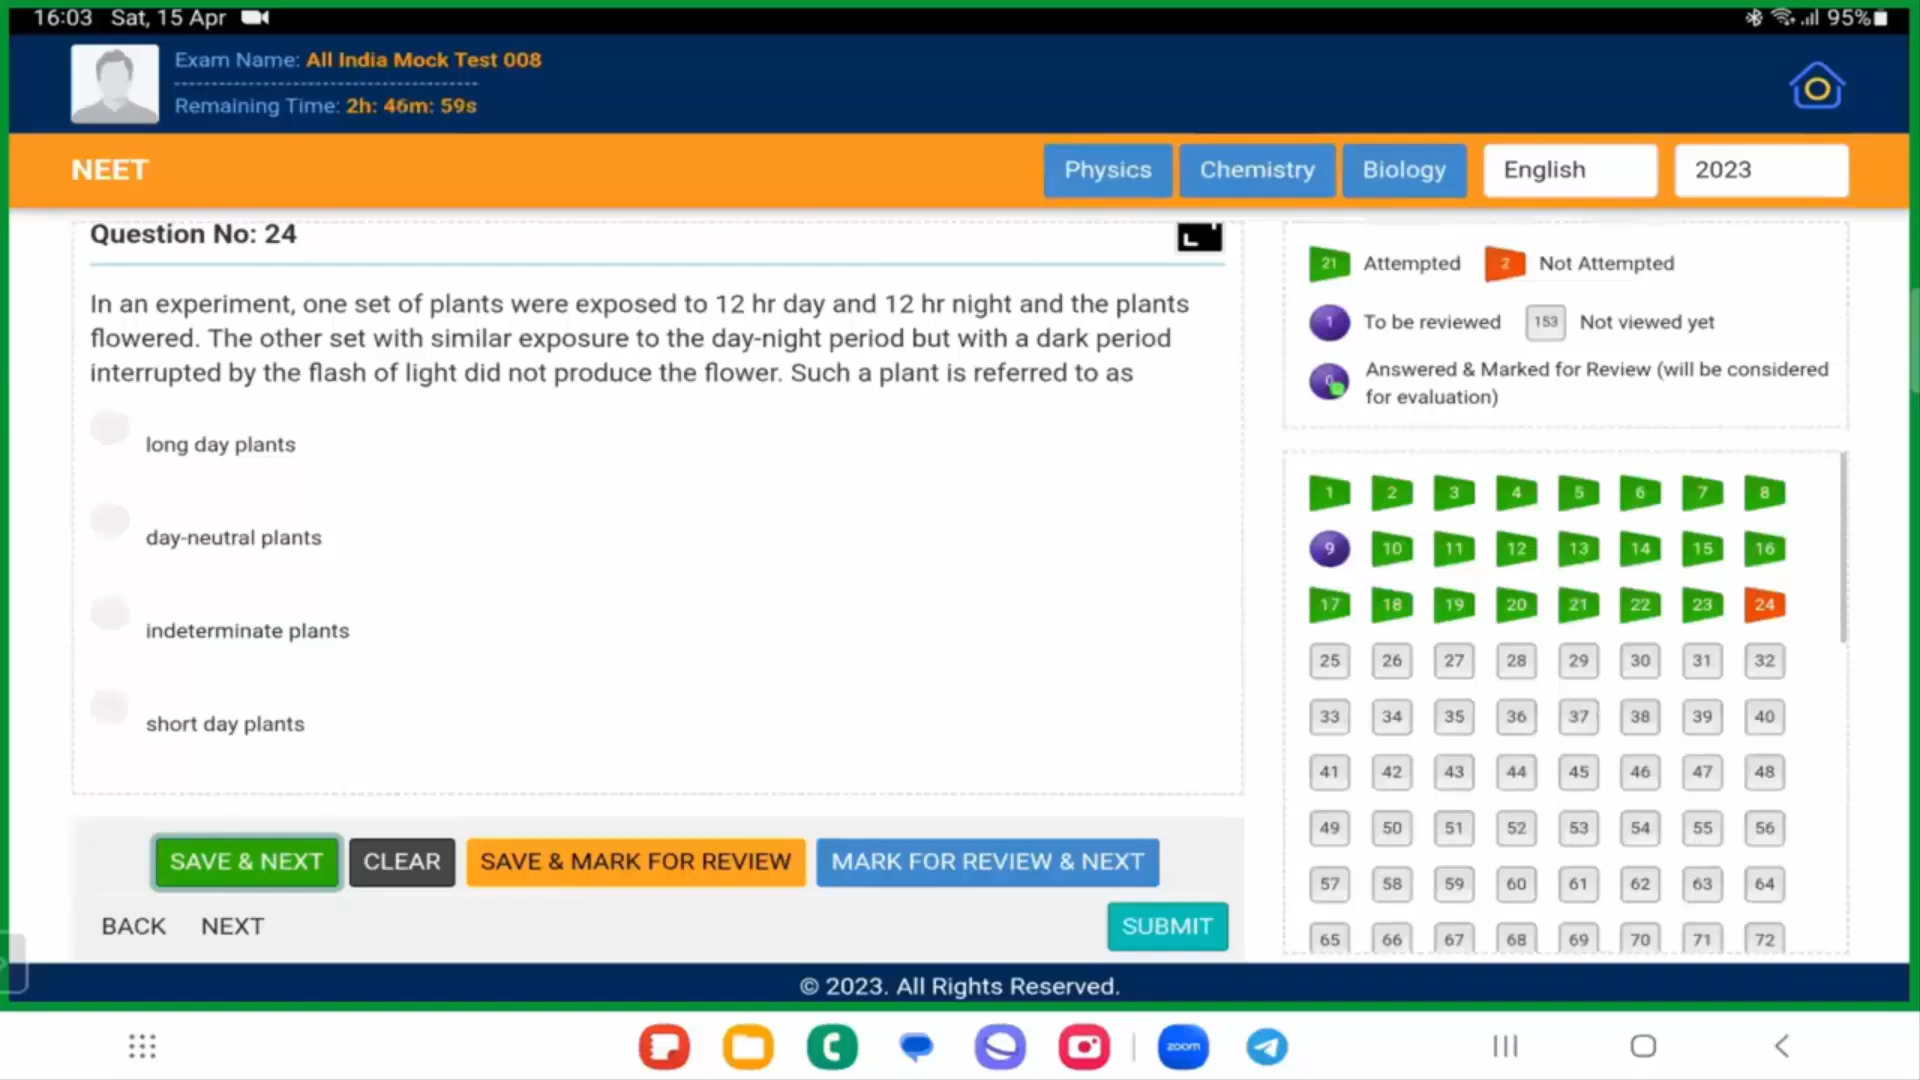 16:03 Sat, 15 Apr 95%
Exam Name: All India Mock Test 008
Remaining Time: 2h: 46m: 59s
NEET Physics Chemistry Biology English 2023
Question No: 24
In an experiment, one set of plants were exposed to 12 hr day and 12 hr night and the plants
flowered. The other set with similar exposure to the day-night period but with a dark period
interrupted by the flash of light did not produce the flower. Such a plant is referred to as
long day plants
day-neutral plants
indeterminate plants
short day plants
SAVE & NEXT CLEAR SAVE & MARK FOR REVIEW MARK FOR REVIEW & NEXT
BACK NEXT SUBMIT
21 Attempted 2 Not Attempted
1 To be reviewed 153 Not viewed yet
0 Answered & Marked for Review (will be considered
for evaluation)
1 2 3 4 5 6 7 8
9 10 11 12 13 14 15 16
17 18 19 20 21 22 23 24
25 26 27 28 29 30 31 32
33 34 35 36 37 38 39 40
41 42 43 44 45 46 47 48
49 50 51 52 53 54 55 56
57 58 59 60 61 62 63 64
65 66 67 68 69 70 71 72
© 2023. All Rights Reserved.
zoom